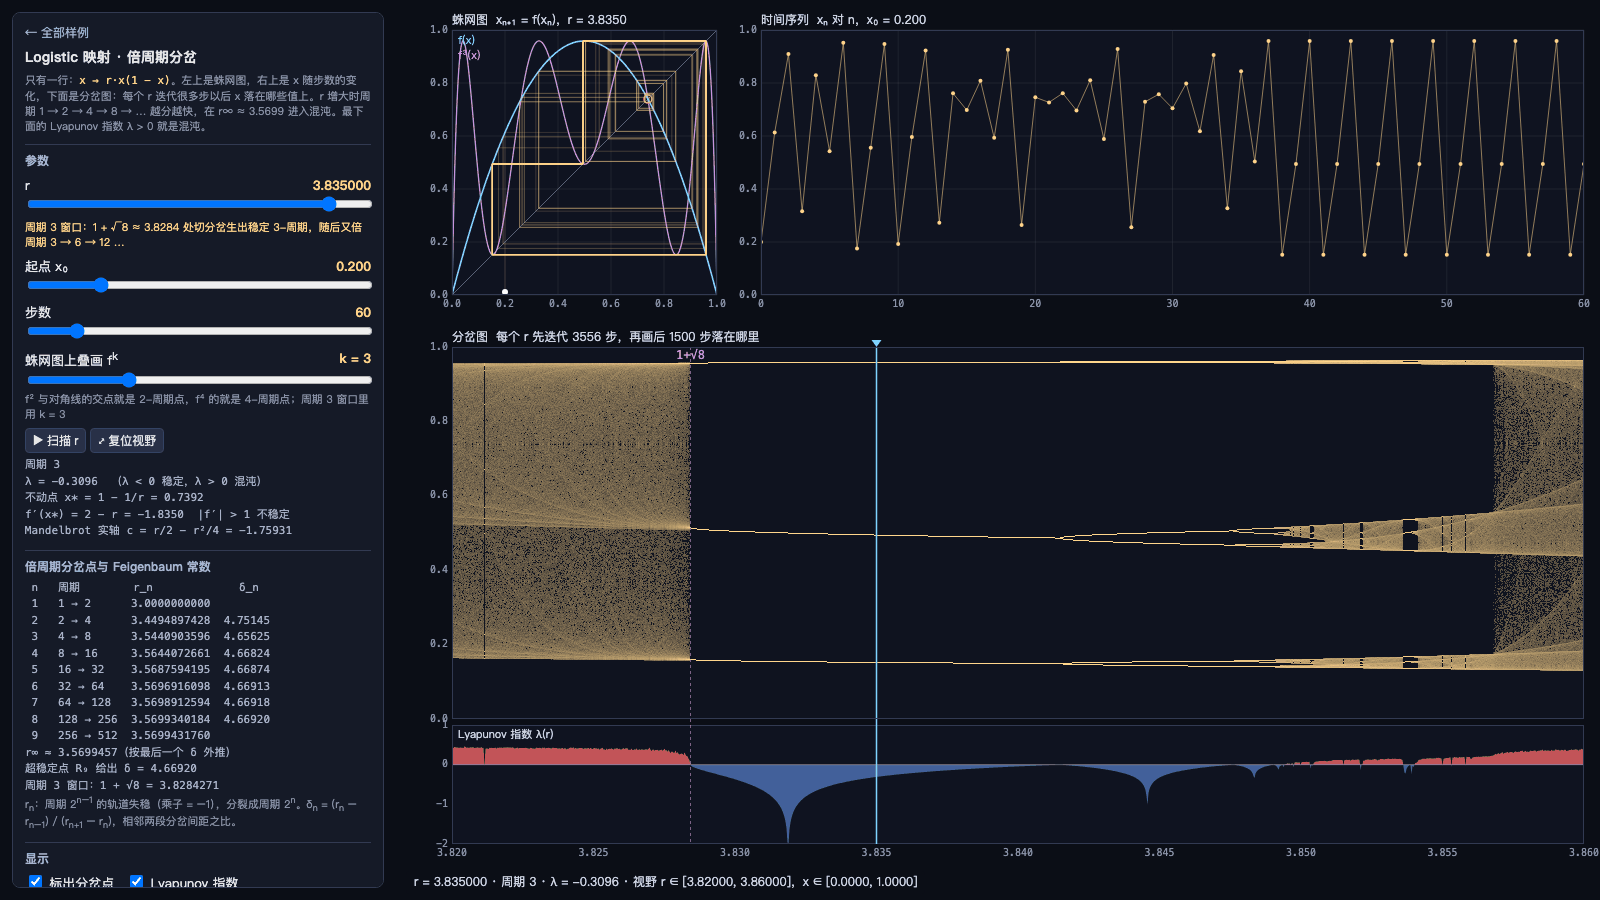 ← 全部样例
Logistic 映射 · 倍周期分岔
只有一行：x → r·x(1 − x)。左上是蛛网图，右上是 x 随步数的变
化，下面是分岔图：每个 r 迭代很多步以后 x 落在哪些值上。r 增大时周
期 1 → 2 → 4 → 8 → … 越分越快，在 r∞ ≈ 3.5699 进入混沌。最下
面的 Lyapunov 指数 λ > 0 就是混沌。
参数
r 3.835000
周期 3 窗口：1 + √8 ≈ 3.8284 处切分岔生出稳定 3-周期，随后又倍
周期 3 → 6 → 12 …
起点 x₀ 0.200
步数 60
蛛网图上叠画 fᵏ k = 3
f² 与对角线的交点就是 2-周期点，f⁴ 的就是 4-周期点；周期 3 窗口里
用 k = 3
▶ 扫描 r ⤢ 复位视野
周期 3
λ = −0.3096 （λ < 0 稳定，λ > 0 混沌）
不动点 x* = 1 − 1/r = 0.7392
f′(x*) = 2 − r = −1.8350 |f′| > 1 不稳定
Mandelbrot 实轴 c = r/2 − r²/4 = −1.75931
倍周期分岔点与 Feigenbaum 常数
n 周期 r_n δ_n
1 1 → 2 3.0000000000
2 2 → 4 3.4494897428 4.75145
3 4 → 8 3.5440903596 4.65625
4 8 → 16 3.5644072661 4.66824
5 16 → 32 3.5687594195 4.66874
6 32 → 64 3.5696916098 4.66913
7 64 → 128 3.5698912594 4.66918
8 128 → 256 3.5699340184 4.66920
9 256 → 512 3.5699431760
r∞ ≈ 3.5699457 (按最后一个 δ 外推)
超稳定点 R₉ 给出 δ = 4.66920
周期 3 窗口：1 + √8 = 3.8284271
rₙ：周期 2ⁿ⁻¹ 的轨道失稳（乘子 = −1），分裂成周期 2ⁿ。δₙ = (rₙ −
rₙ₋₁) / (rₙ₊₁ − rₙ)，相邻两段分岔间距之比。
显示
标出分岔点 Lyapunov 指数
蛛网图 xₙ₊₁ = f(xₙ)，r = 3.8350
f(x)
f³(x)
1.0
0.8
0.6
0.4
0.2
0.0
0.0 0.2 0.4 0.6 0.8 1.0
时间序列 xₙ 对 n，x₀ = 0.200
1.0
0.8
0.6
0.4
0.2
0.0
0 10 20 30 40 50 60
分岔图 每个 r 先迭代 3556 步，再画后 1500 步落在哪里
1+√8
1.0
0.8
0.6
0.4
0.2
0.0
Lyapunov 指数 λ(r)
1
0
−1
−2
3.820 3.825 3.830 3.835 3.840 3.845 3.850 3.855 3.860
r = 3.835000 · 周期 3 · λ = −0.3096 · 视野 r ∈ [3.82000, 3.86000]，x ∈ [0.0000, 1.0000]